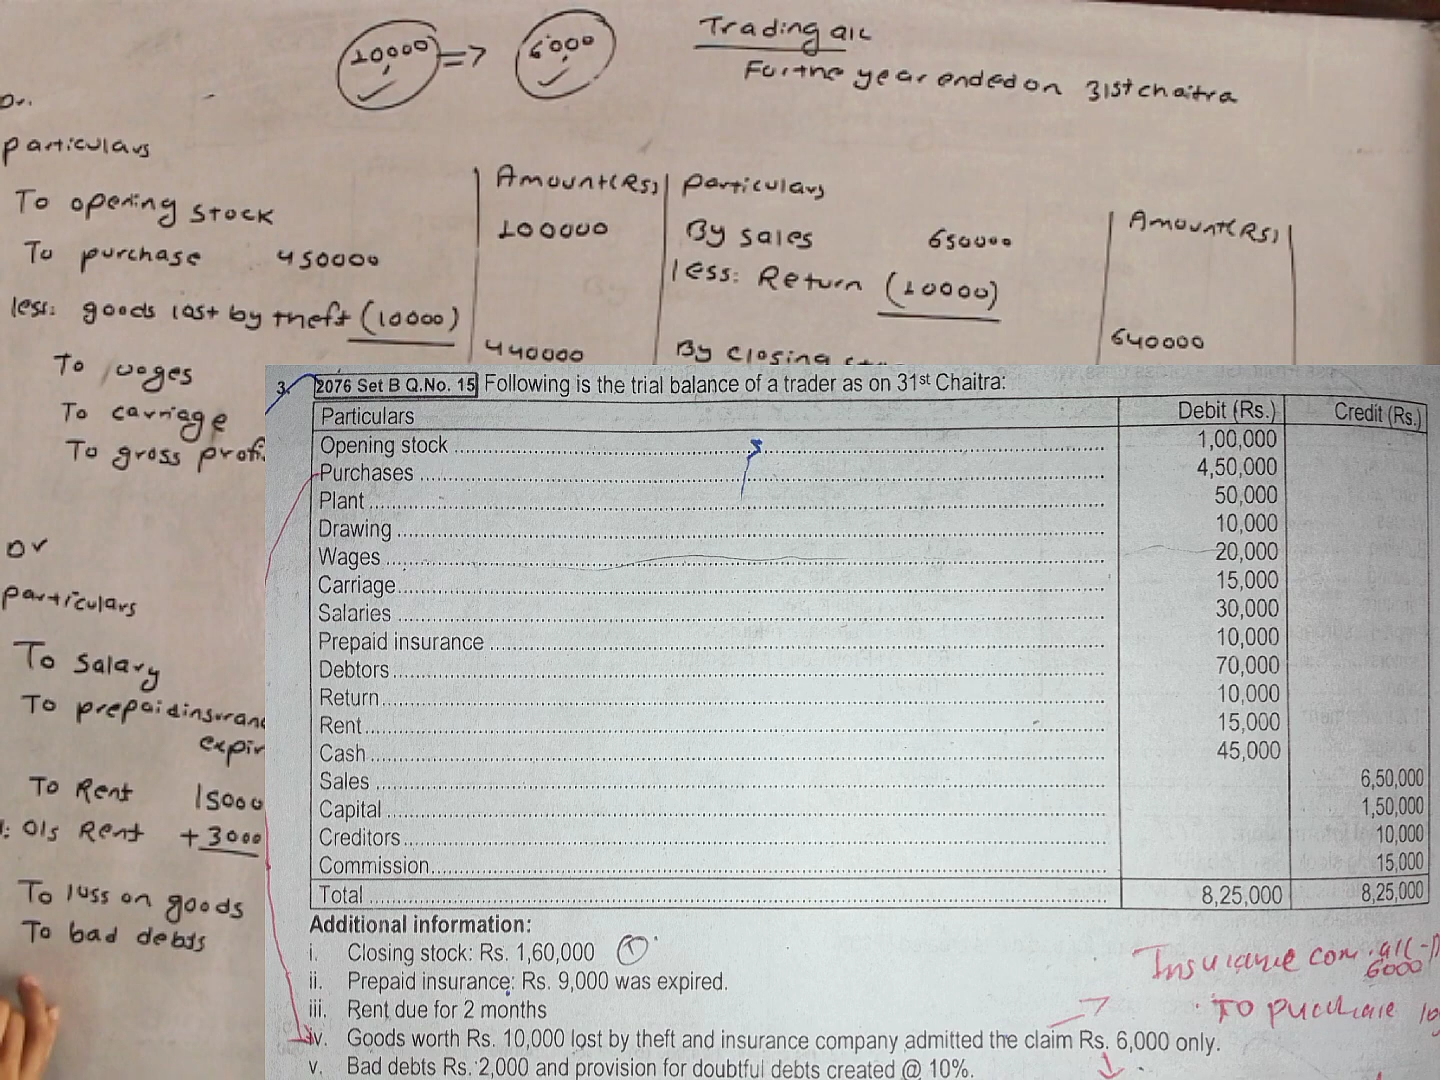 10000 => 6000 Trading a/c
For the year ended on 31st chaitra
Dr.
particulars Amount(Rs) particulars Amount(Rs)
To opening stock 100000 By sales 650000
To purchase 450000 less: Return (10000)
less: goods lost by theft (10000) 440000 640000
To wages By closing
To carriage
To gross profi
3. 2076 Set B Q.No. 15 Following is the trial balance of a trader as on 31st Chaitra:
Particulars Debit (Rs.) Credit (Rs.)
Opening stock 1,00,000
Purchases 4,50,000
Plant 50,000
Drawing 10,000
Wages 20,000
Carriage 15,000
Salaries 30,000
Prepaid insurance 10,000
Debtors 70,000
Return 10,000
Rent 15,000
Cash 45,000
Sales 6,50,000
Capital 1,50,000
Creditors 10,000
Commission 15,000
Total 8,25,000 8,25,000
Additional information:
i. Closing stock: Rs. 1,60,000
ii. Prepaid insurance: Rs. 9,000 was expired.
iii. Rent due for 2 months
iv. Goods worth Rs. 10,000 lost by theft and insurance company admitted the claim Rs. 6,000 only.
v. Bad debts Rs. 2,000 and provision for doubtful debts created @ 10%.
Insurance com. a/c
6000
To purchase
or
particulars
To salary
To prepaid insuran
expir
To Rent 15000
O/s Rent +3000
To loss on goods
To bad debts